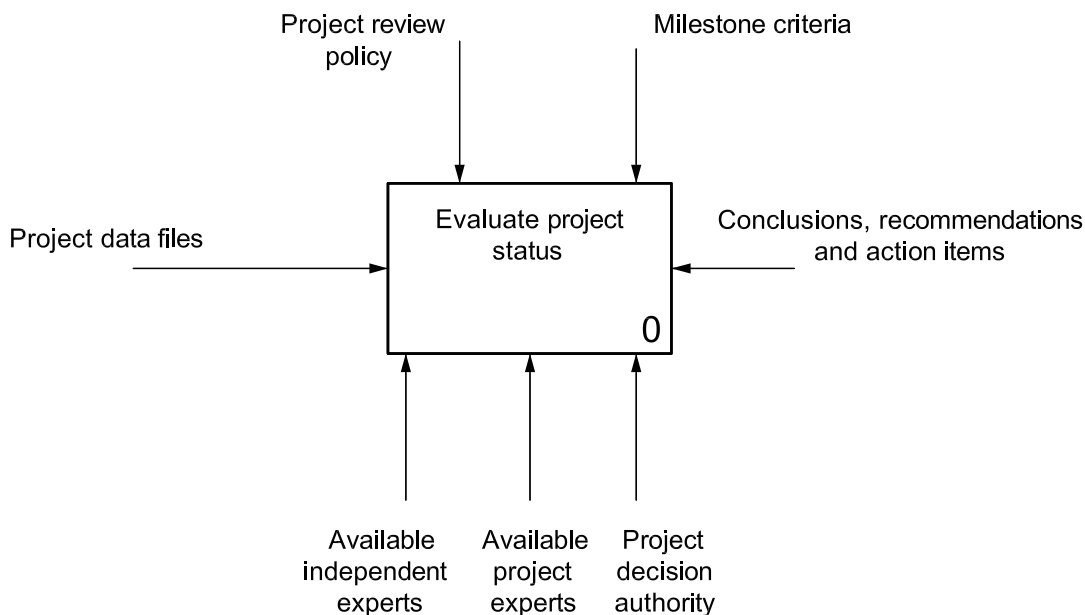 Project review
policy
Milestone criteria
Evaluate project
status
Project data files
Conclusions, recommendations
and action items
0
Available
independent
experts
Available
project
experts
Project
decision
authority